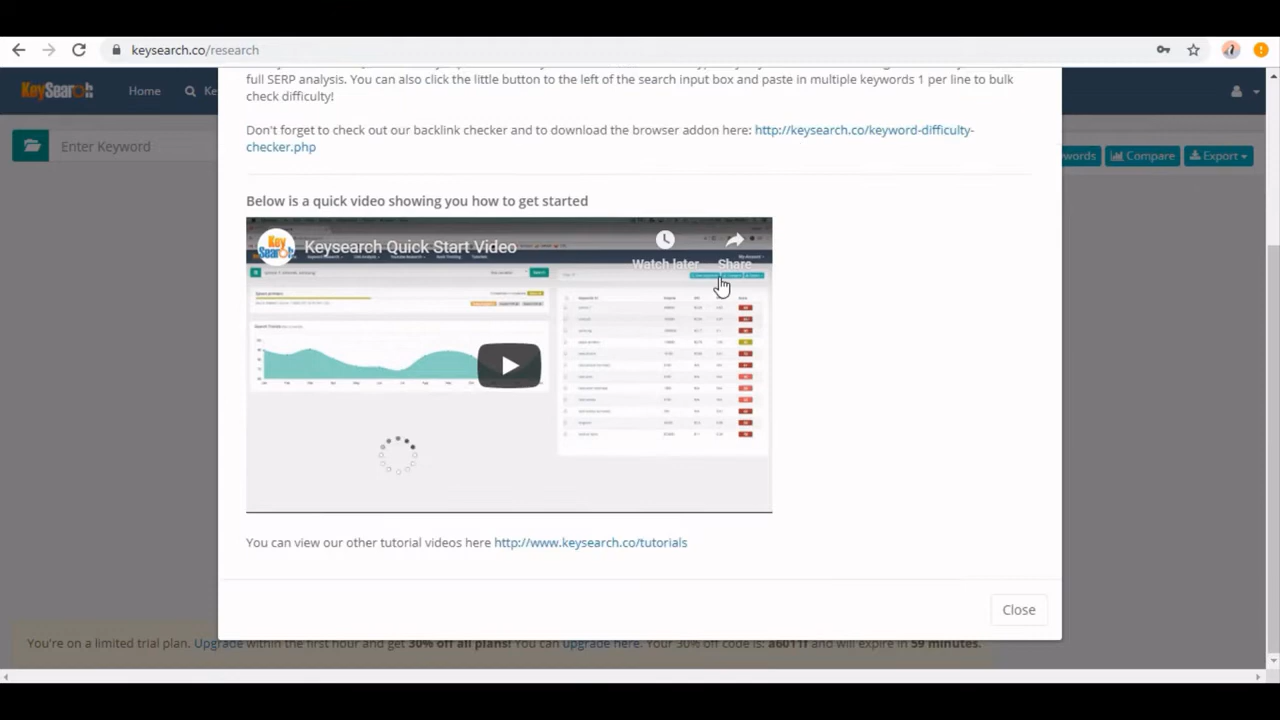 keysearch.co/research
KeySearch
Home
Ke
Enter Keyword
words
Compare
Export
full SERP analysis. You can also click the little button to the left of the search input box and paste in multiple keywords 1 per line to bulk
check difficulty!
Don't forget to check out our backlink checker and to download the browser addon here: http://keysearch.co/keyword-difficulty-
checker.php
Below is a quick video showing you how to get started
Key
Search
Keysearch Quick Start Video
Watch later
Share
You can view our other tutorial videos here http://www.keysearch.co/tutorials
Close
You're on a limited trial plan. Upgrade within the first hour and get 30% off all plans! You can upgrade here. Your 30% off code is: a6011f and will expire in 59 minutes.